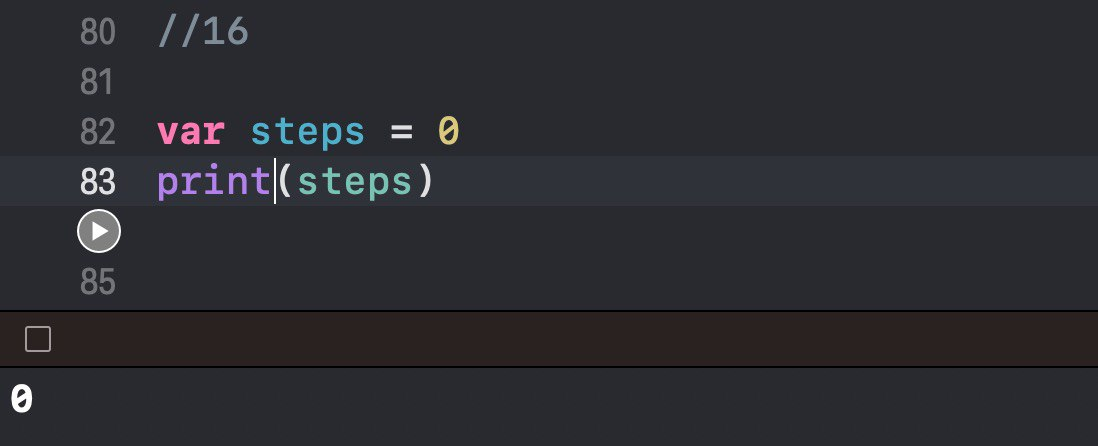 80 //16
81
82 var steps = 0
83 print(steps)
85
0